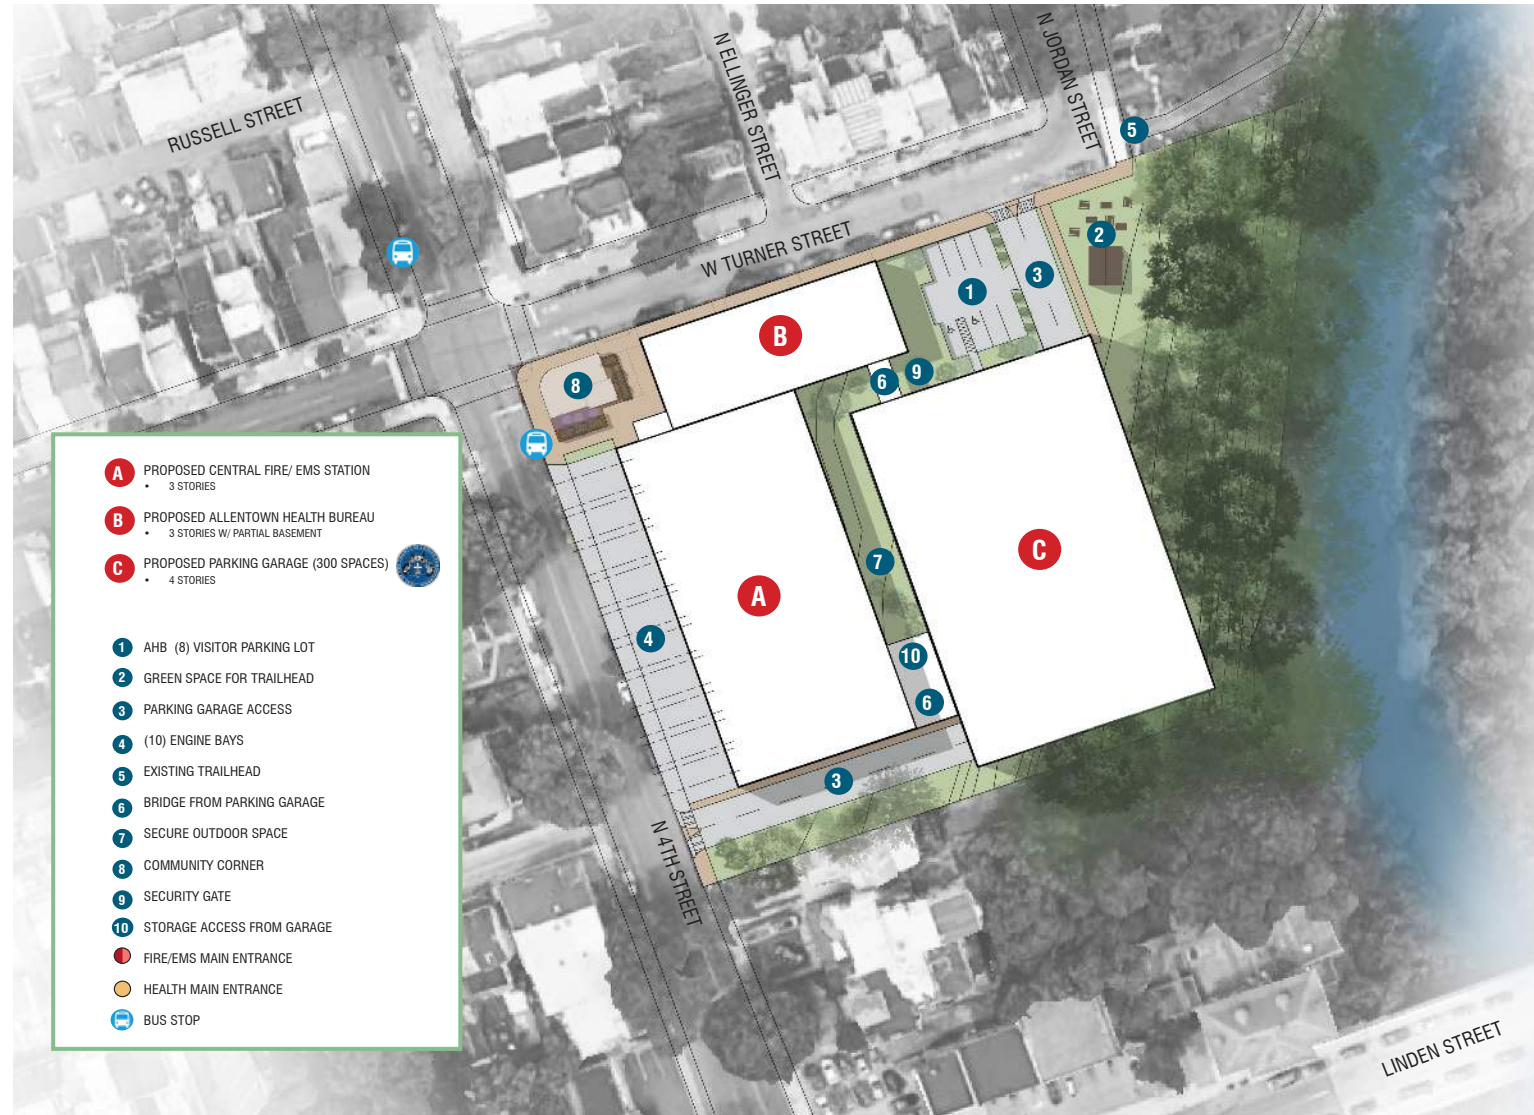 RUSSELL STREET
N ELLINGER STREET
N JORDAN STREET
W TURNER STREET
5
2
3
1
B
9
6
8
7
C
A
4
10
6
3
N 4TH STREET
LINDEN STREET
A PROPOSED CENTRAL FIRE/ EMS STATION
• 3 STORIES
B PROPOSED ALLENTOWN HEALTH BUREAU
• 3 STORIES W/ PARTIAL BASEMENT
C PROPOSED PARKING GARAGE (300 SPACES)
• 4 STORIES
1 AHB (8) VISITOR PARKING LOT
2 GREEN SPACE FOR TRAILHEAD
3 PARKING GARAGE ACCESS
4 (10) ENGINE BAYS
5 EXISTING TRAILHEAD
6 BRIDGE FROM PARKING GARAGE
7 SECURE OUTDOOR SPACE
8 COMMUNITY CORNER
9 SECURITY GATE
10 STORAGE ACCESS FROM GARAGE
FIRE/EMS MAIN ENTRANCE
HEALTH MAIN ENTRANCE
BUS STOP